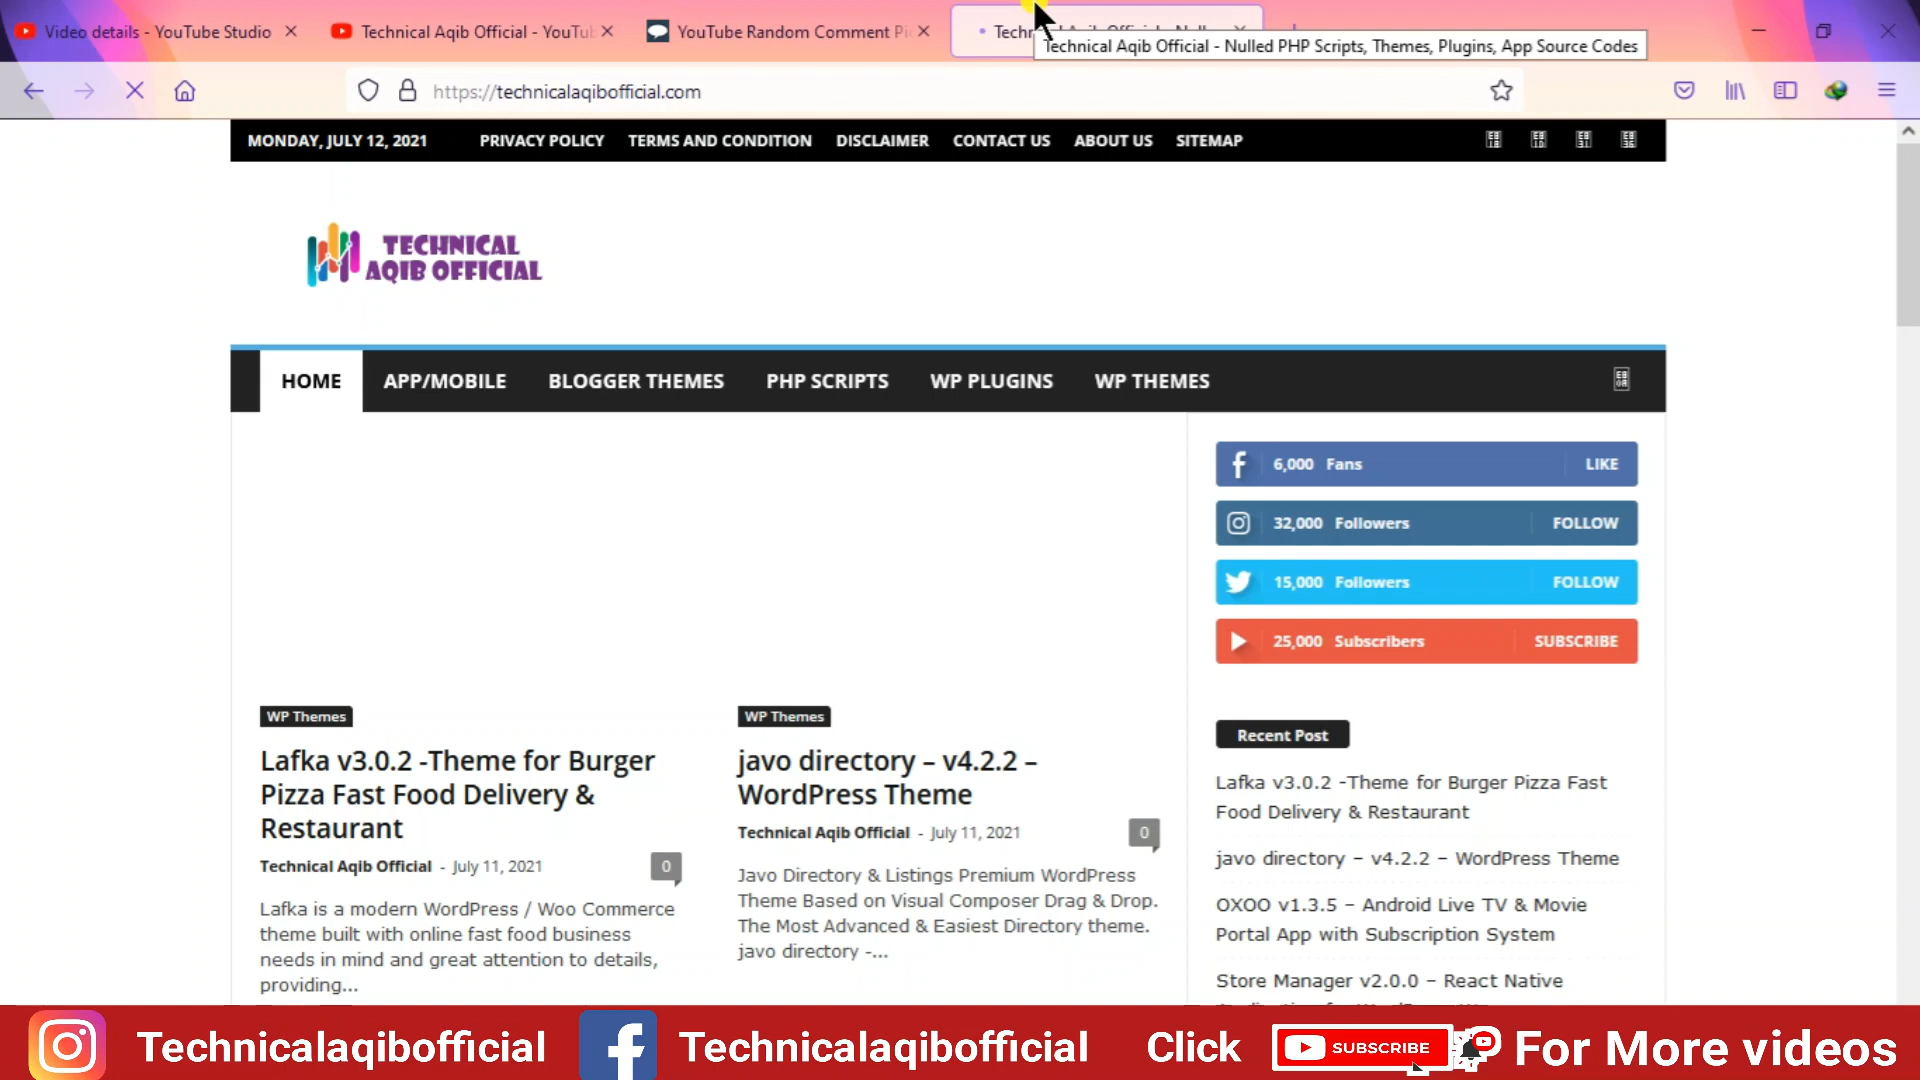 Video details - YouTube Studio
Technical Aqib Official - YouTub
YouTube Random Comment Pi
Technical Aqib Official - Nulled PHP Scripts, Themes, Plugins, App Source Codes
https://technicalaqibofficial.com
MONDAY, JULY 12, 2021
PRIVACY POLICY
TERMS AND CONDITION
DISCLAIMER
CONTACT US
ABOUT US
SITEMAP
TECHNICAL
AQIB OFFICIAL
HOME
APP/MOBILE
BLOGGER THEMES
PHP SCRIPTS
WP PLUGINS
WP THEMES
6,000 Fans
LIKE
32,000 Followers
FOLLOW
15,000 Followers
FOLLOW
25,000 Subscribers
SUBSCRIBE
WP Themes
Lafka v3.0.2 -Theme for Burger
Pizza Fast Food Delivery &
Restaurant
Technical Aqib Official - July 11, 2021
0
Lafka is a modern WordPress / Woo Commerce
theme built with online fast food business
needs in mind and great attention to details,
providing...
WP Themes
javo directory – v4.2.2 –
WordPress Theme
Technical Aqib Official - July 11, 2021
0
Javo Directory & Listings Premium WordPress
Theme Based on Visual Composer Drag & Drop.
The Most Advanced & Easiest Directory theme.
javo directory -...
Recent Post
Lafka v3.0.2 -Theme for Burger Pizza Fast
Food Delivery & Restaurant
javo directory – v4.2.2 – WordPress Theme
OXOO v1.3.5 – Android Live TV & Movie
Portal App with Subscription System
Store Manager v2.0.0 – React Native
Technicalaqibofficial
Technicalaqibofficial
Click
SUBSCRIBE
For More videos